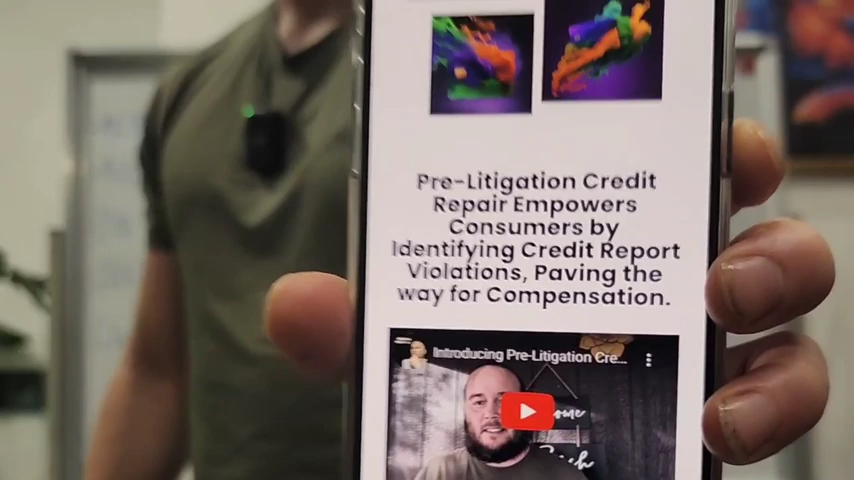 Pre-Litigation Credit
Repair Empowers
Consumers by
Identifying Credit Report
Violations, Paving the
way for Compensation.
Introducing Pre-Litigation Cre...